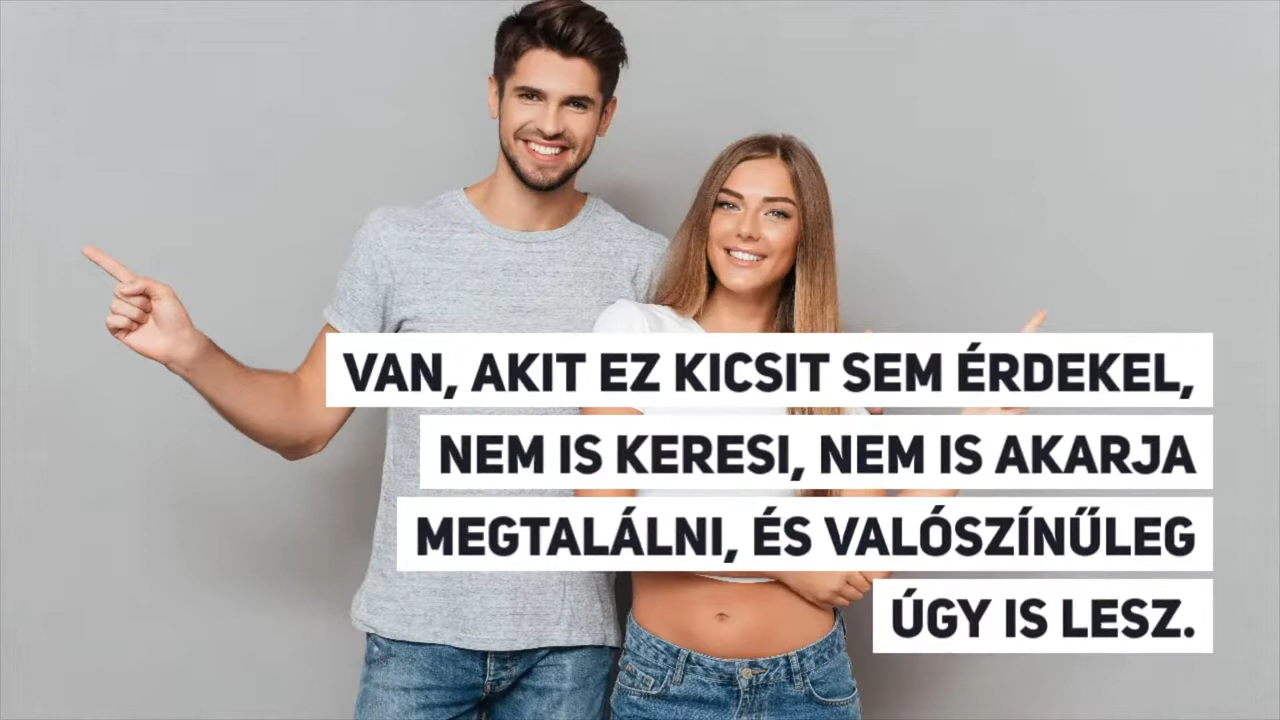 VAN, AKIT EZ KICSIT SEM ÉRDEKEL,
NEM IS KERESI, NEM IS AKARJA
MEGTALÁLNI, ÉS VALÓSZÍNŰLEG
ÚGY IS LESZ.